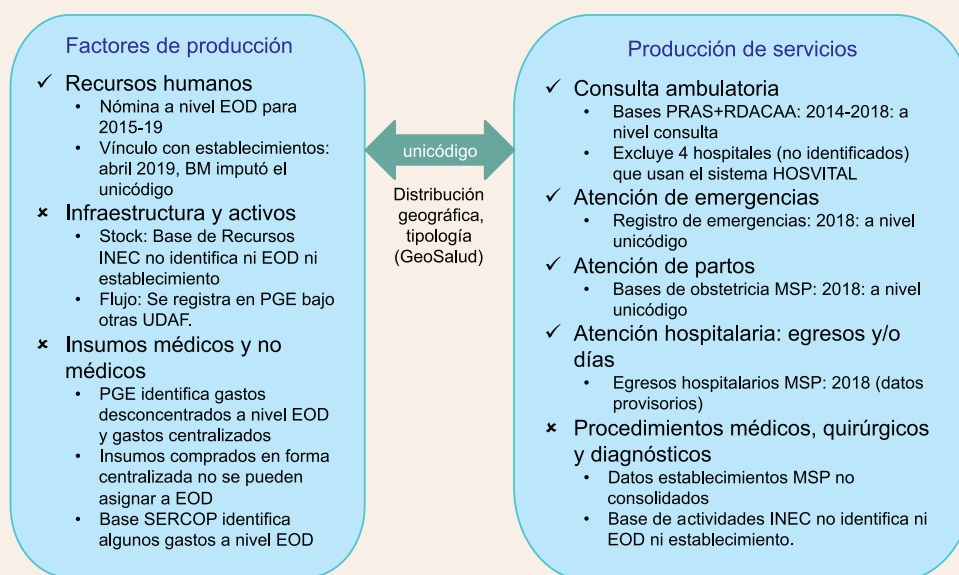 Factores de producción
✓ Recursos humanos
• Nómina a nivel EOD para
2015-19
• Vínculo con establecimientos:
abril 2019, BM imputó el
unicódigo
× Infraestructura y activos
• Stock: Base de Recursos
INEC no identifica ni EOD ni
establecimiento
• Flujo: Se registra en PGE bajo
otras UDAF.
× Insumos médicos y no
médicos
• PGE identifica gastos
desconcentrados a nivel EOD
y gastos centralizados
• Insumos comprados en forma
centralizada no se pueden
asignar a EOD
• Base SERCOP identifica
algunos gastos a nivel EOD
unicódigo
Distribución
geográfica,
tipología
(GeoSalud)
Producción de servicios
✓ Consulta ambulatoria
• Bases PRAS+RDACAA: 2014-2018: a
nivel consulta
• Excluye 4 hospitales (no identificados)
que usan el sistema HOSVITAL
✓ Atención de emergencias
• Registro de emergencias: 2018: a nivel
unicódigo
✓ Atención de partos
• Bases de obstetricia MSP: 2018: a nivel
unicódigo
✓ Atención hospitalaria: egresos y/o
días
• Egresos hospitalarios MSP: 2018 (datos
provisorios)
× Procedimientos médicos, quirúrgicos
y diagnósticos
• Datos establecimientos MSP no
consolidados
• Base de actividades INEC no identifica ni
EOD ni establecimiento.